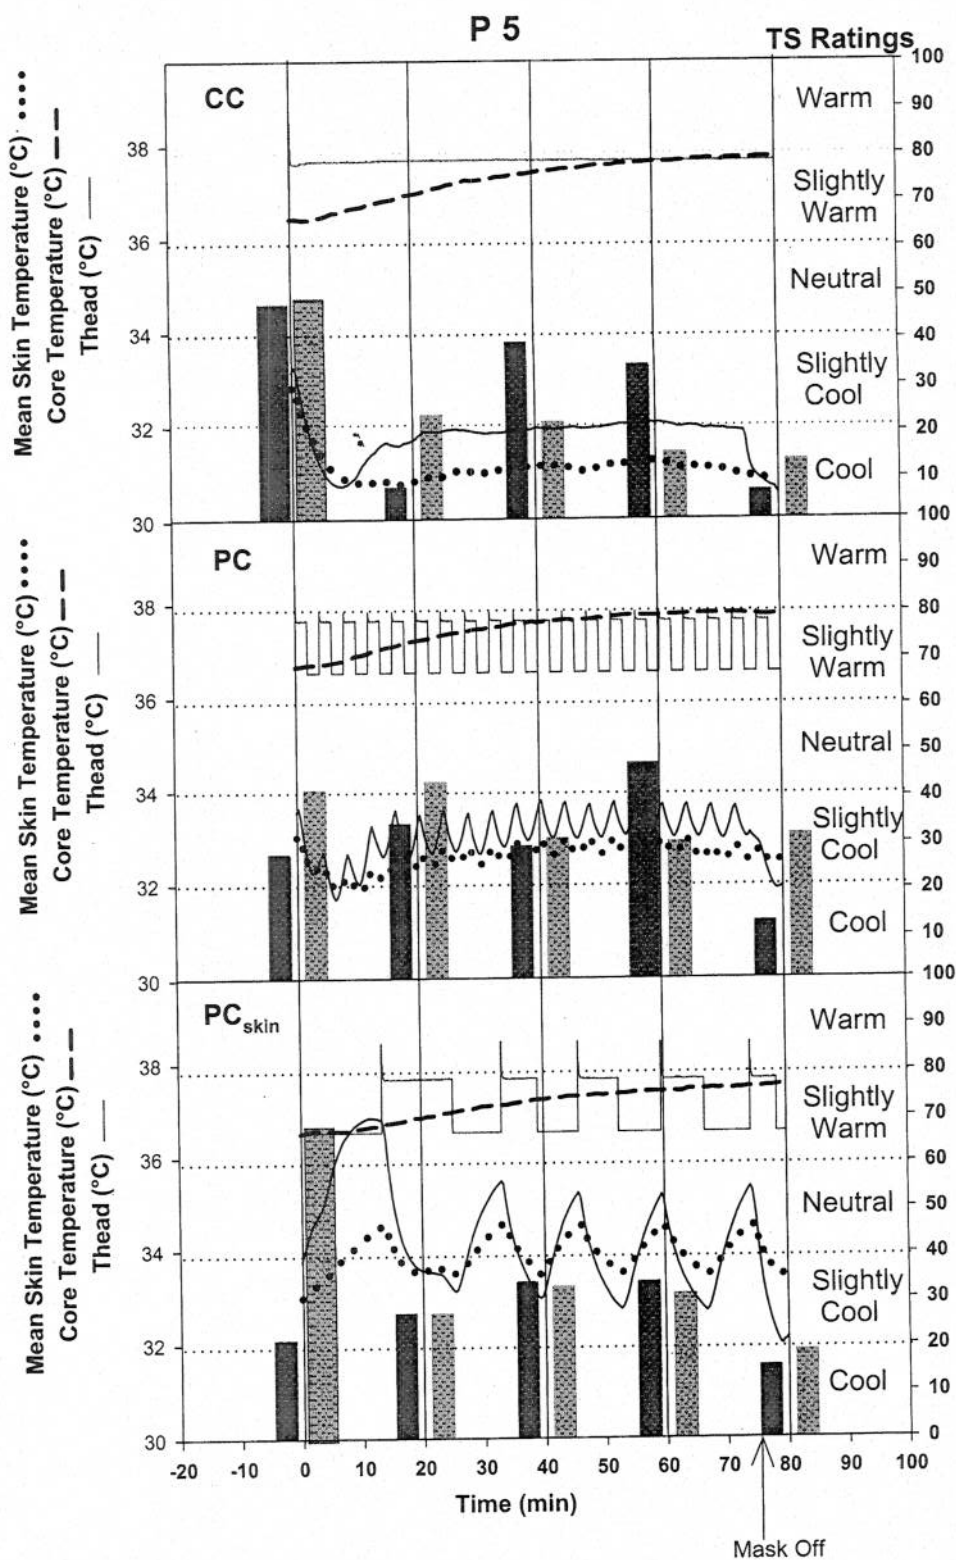 P 5
TS Ratings
Mean Skin Temperature (°C) ••••
Core Temperature (°C) — —
Thead (°C) —
CC
38
36
34
32
30
100
90
80
70
60
50
40
30
20
10
Warm
Slightly
Warm
Neutral
Slightly
Cool
Cool
Mean Skin Temperature (°C) ••••
Core Temperature (°C) — —
Thead (°C) —
PC
38
36
34
32
30
100
90
80
70
60
50
40
30
20
10
Warm
Slightly
Warm
Neutral
Slightly
Cool
Cool
Mean Skin Temperature (°C) ••••
Core Temperature (°C) — —
Thead (°C) —
PCskin
38
36
34
32
30
100
90
80
70
60
50
40
30
20
10
0
Warm
Slightly
Warm
Neutral
Slightly
Cool
Cool
-20 -10 0 10 20 30 40 50 60 70 80 90 100
Time (min)
Mask Off